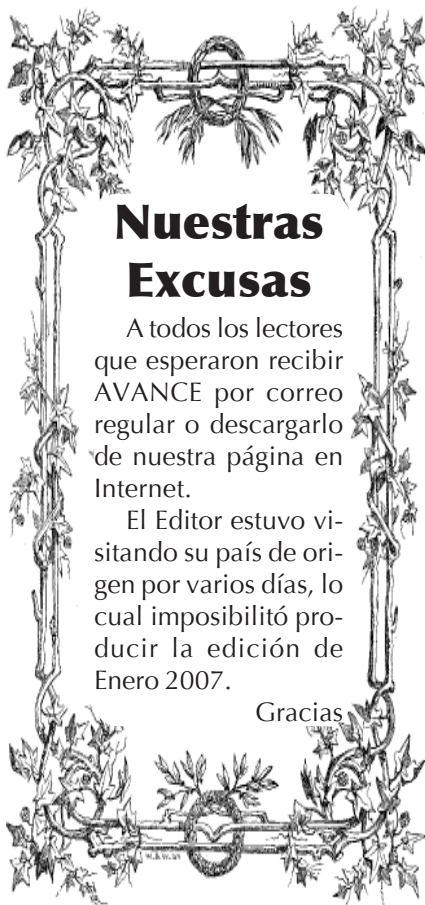 Nuestras
Excusas
A todos los lectores
que esperaron recibir
AVANCE por correo
regular o descargarlo
de nuestra página en
Internet.
El Editor estuvo vi-
sitando su país de ori-
gen por varios días, lo
cual imposibilitó pro-
ducir la edición de
Enero 2007.
Gracias